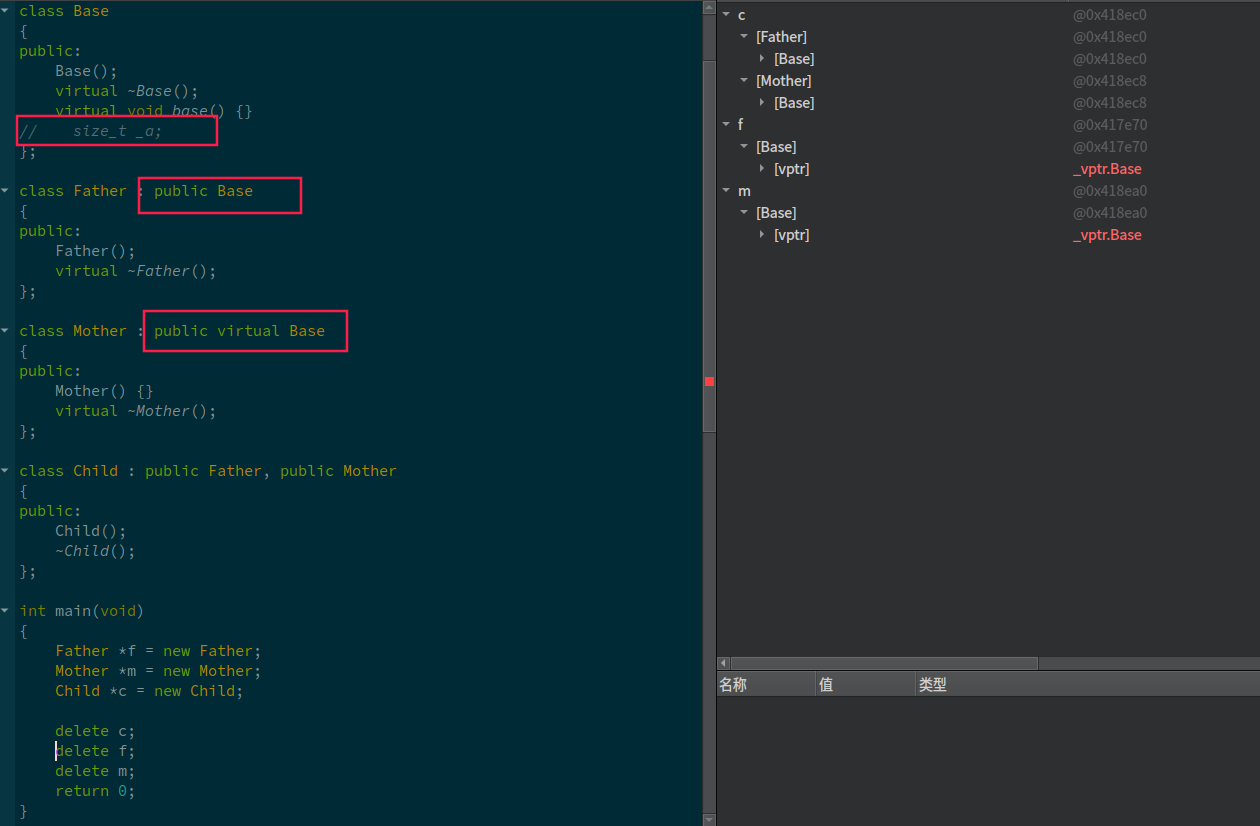 class Base
{
public:
    Base();
    virtual ~Base();
    virtual void base() {}
//    size_t _a;
};
class Father : public Base
{
public:
    Father();
    virtual ~Father();
};
class Mother : public virtual Base
{
public:
    Mother() {}
    virtual ~Mother();
};
class Child : public Father, public Mother
{
public:
    Child();
    ~Child();
};
int main(void)
{
    Father *f = new Father;
    Mother *m = new Mother;
    Child *c = new Child;
    delete c;
    delete f;
    delete m;
    return 0;
}
c @0x418ec0
[Father] @0x418ec0
[Base] @0x418ec0
[Mother] @0x418ec8
[Base] @0x418ec8
f @0x417e70
[Base] @0x417e70
[vptr] _vptr.Base
m @0x418ea0
[Base] @0x418ea0
[vptr] _vptr.Base
名称 值 类型